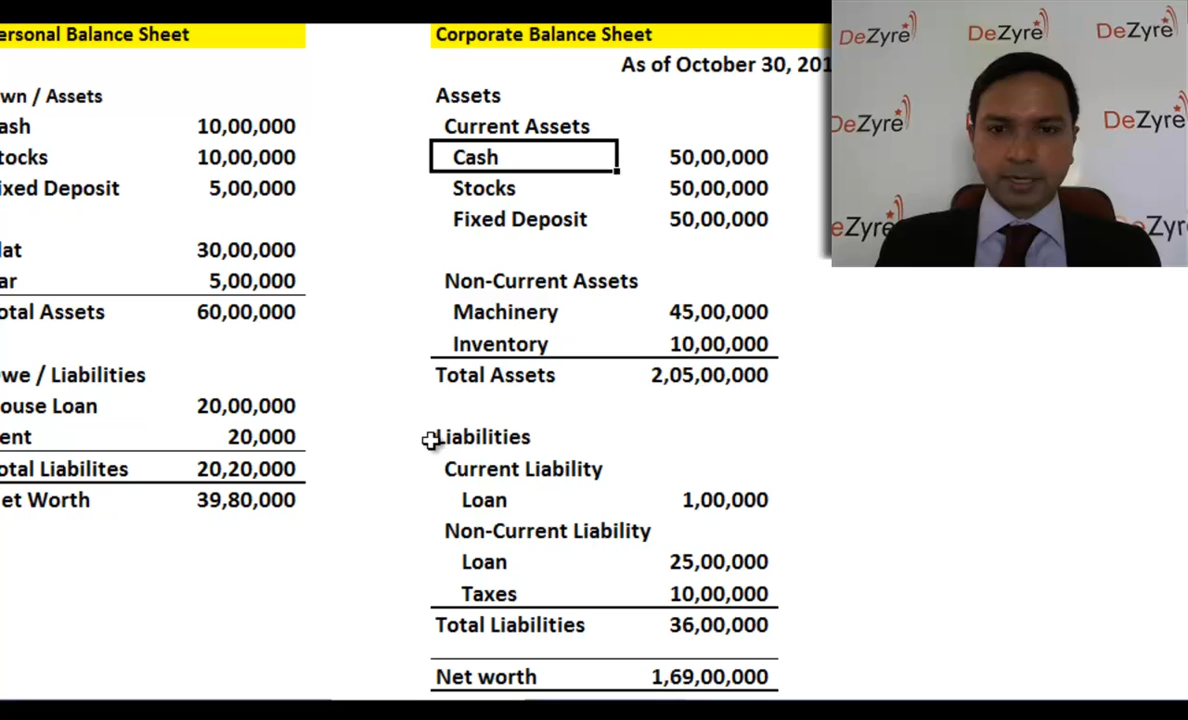 ersonal Balance Sheet
wn / Assets
ash 10,00,000
tocks 10,00,000
ixed Deposit 5,00,000
lat 30,00,000
ar 5,00,000
otal Assets 60,00,000
we / Liabilities
ouse Loan 20,00,000
ent 20,000
otal Liabilites 20,20,000
et Worth 39,80,000
Corporate Balance Sheet
As of October 30, 201
Assets
Current Assets
Cash 50,00,000
Stocks 50,00,000
Fixed Deposit 50,00,000
Non-Current Assets
Machinery 45,00,000
Inventory 10,00,000
Total Assets 2,05,00,000
Liabilities
Current Liability
Loan 1,00,000
Non-Current Liability
Loan 25,00,000
Taxes 10,00,000
Total Liabilities 36,00,000
Net worth 1,69,00,000
DeZyre DeZyre DeZyre
DeZyre DeZyre
eZyre Zyr